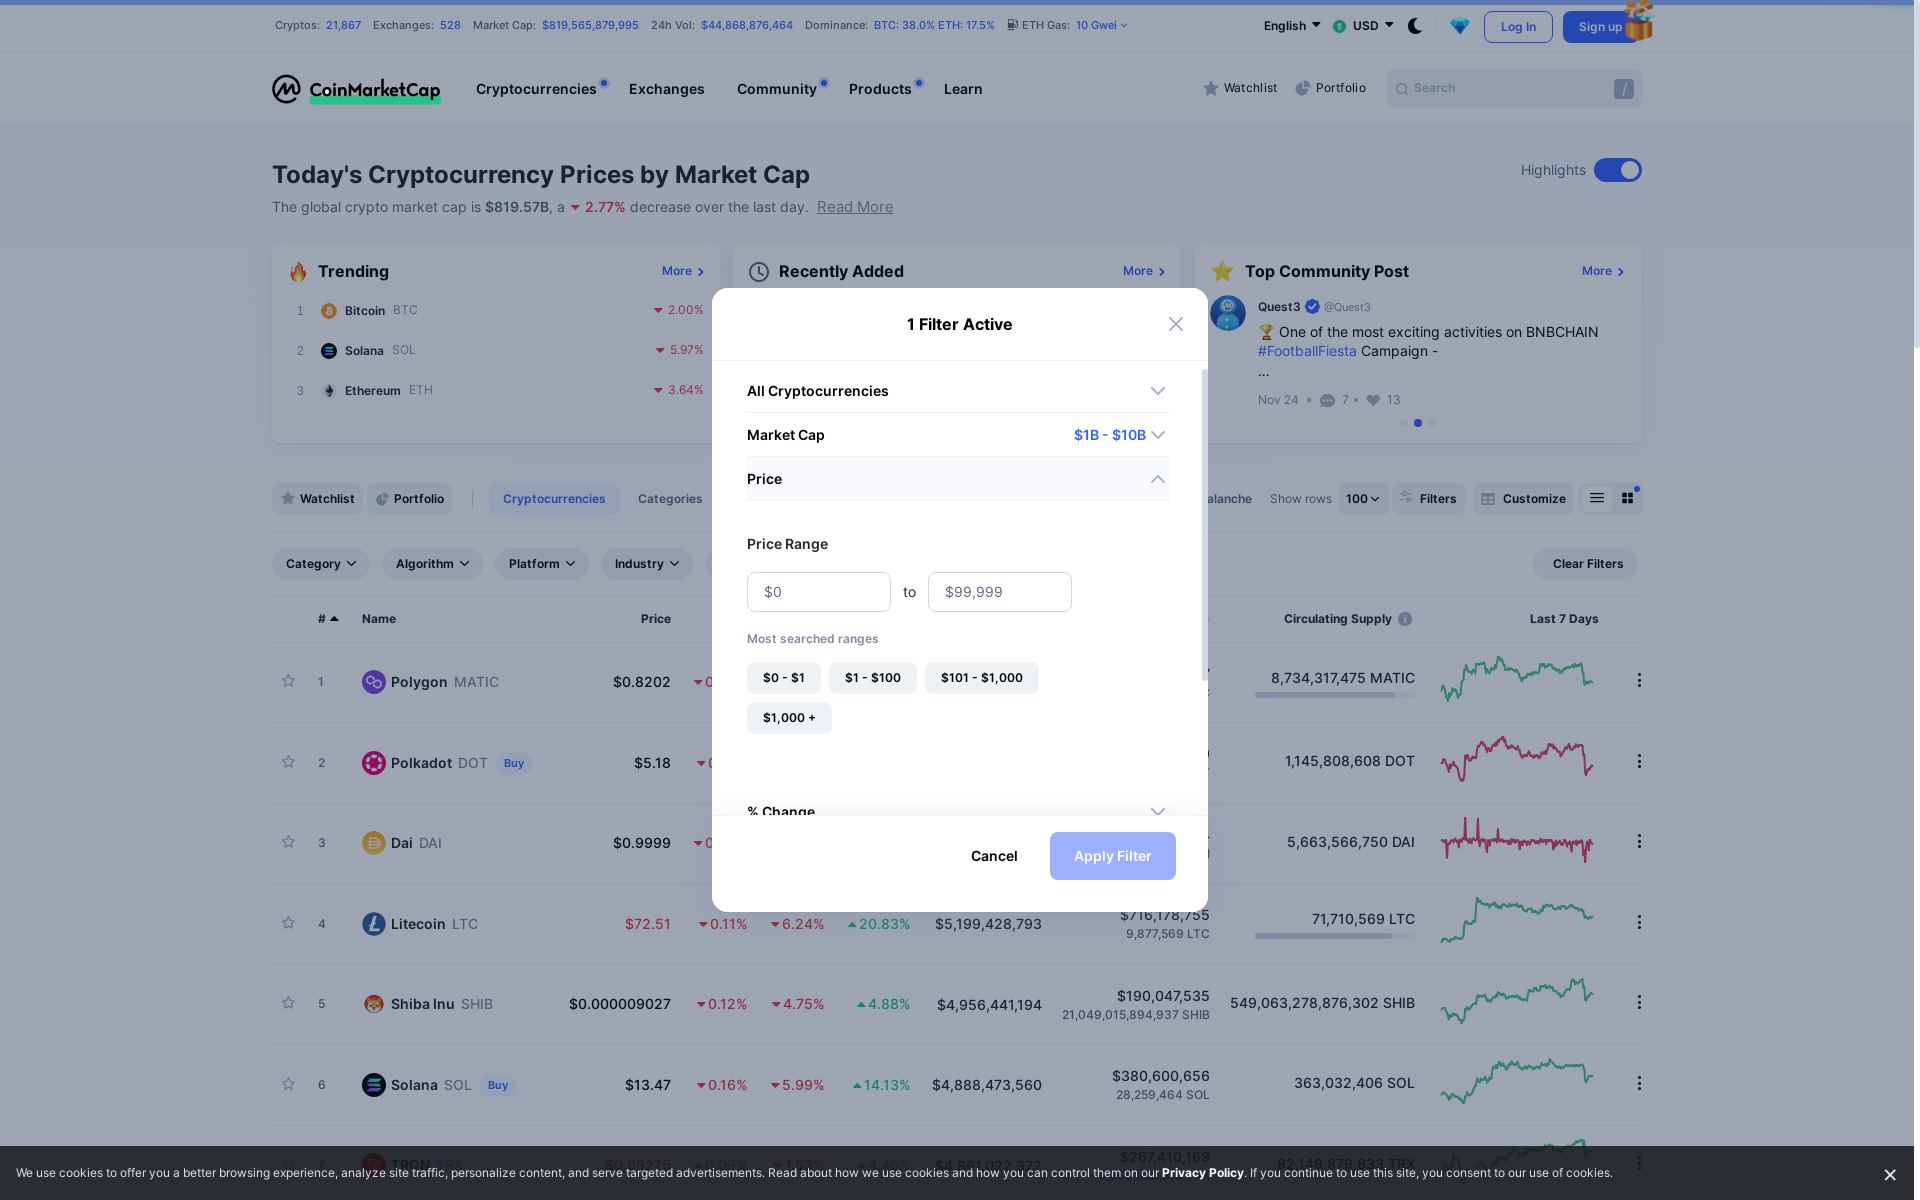 Cryptos: 21,867 Exchanges: 528 Market Cap: $819,565,879,995 24h Vol: $44,868,876,464 Dominance: BTC: 38.0% ETH: 17.5% ETH Gas: 10 Gwei
English USD Log In Sign up
CoinMarketCap Cryptocurrencies Exchanges Community Products Learn Watchlist Portfolio Search /
Today's Cryptocurrency Prices by Market Cap
Highlights
The global crypto market cap is $819.57B, a 2.77% decrease over the last day. Read More
Trending More
1 Bitcoin BTC 2.00%
2 Solana SOL 5.97%
3 Ethereum ETH 3.64%
Recently Added More
Top Community Post More
Quest3 @Quest3
🏆 One of the most exciting activities on BNBCHAIN
#FootballFiesta Campaign -
...
Nov 24 • 7 • 13
1 Filter Active
All Cryptocurrencies
Market Cap $1B - $10B
Price
Price Range
$0 to $99,999
Most searched ranges
$0 - $1 $1 - $100 $101 - $1,000
$1,000 +
% Change
Cancel Apply Filter
Watchlist Portfolio Cryptocurrencies Categories
alanche Show rows 100 Filters Customize
Category Algorithm Platform Industry Clear Filters
# Name Price Circulating Supply Last 7 Days
1 Polygon MATIC $0.8202 8,734,317,475 MATIC
2 Polkadot DOT Buy $5.18 1,145,808,608 DOT
3 Dai DAI $0.9999 5,663,566,750 DAI
4 Litecoin LTC $72.51 0.11% 6.24% 20.83% $5,199,428,793 $716,178,755 71,710,569 LTC
9,877,569 LTC
5 Shiba Inu SHIB $0.000009027 0.12% 4.75% 4.88% $4,956,441,194 $190,047,535 549,063,278,876,302 SHIB
21,049,015,894,937 SHIB
6 Solana SOL Buy $13.47 0.16% 5.99% 14.13% $4,888,473,560 $380,600,656 363,032,406 SOL
28,259,464 SOL
7 TRON TRX $267,410,169 92,149,879,633 TRX
We use cookies to offer you a better browsing experience, analyze site traffic, personalize content, and serve targeted advertisements. Read about how we use cookies and how you can control them on our Privacy Policy. If you continue to use this site, you consent to our use of cookies.